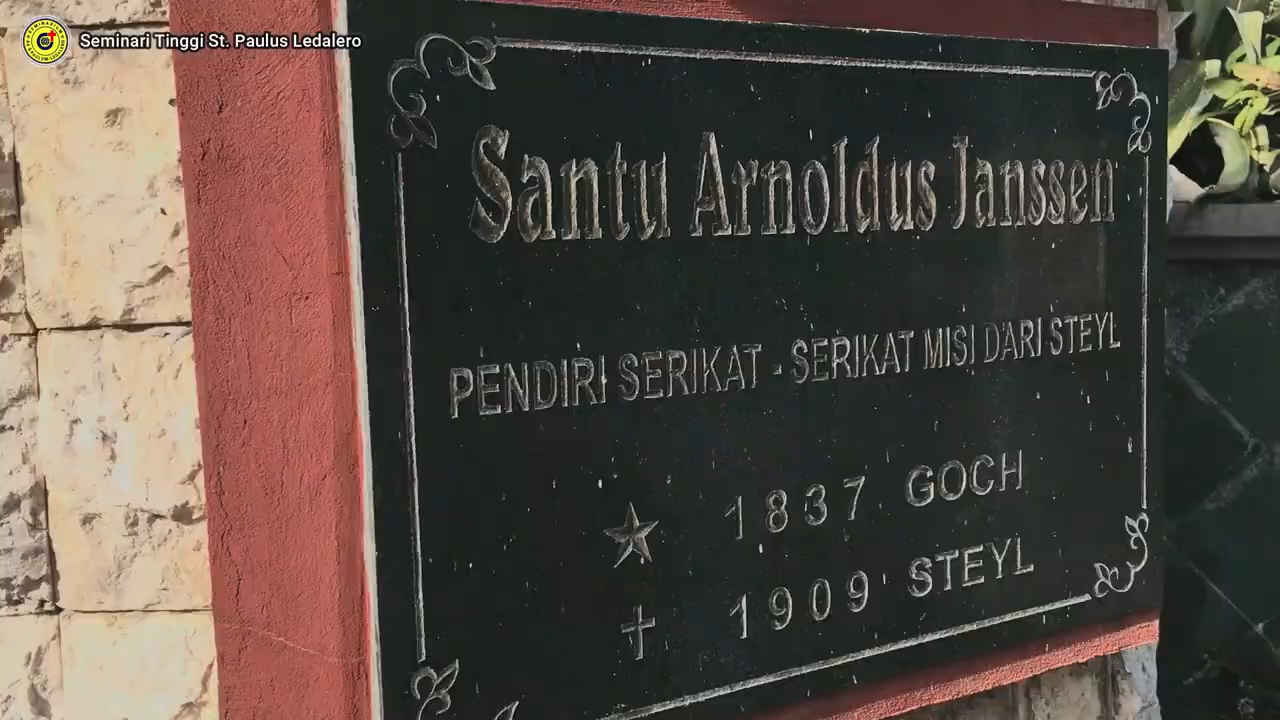 Seminari Tinggi St. Paulus Ledalero
Santu Arnoldus Janssen
PENDIRI SERIKAT - SERIKAT MISI DARI STEYL
1837 GOCH
1909 STEYL